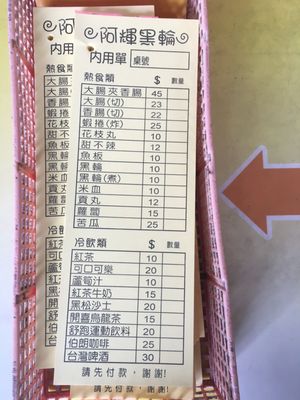 阿輝黑輪
內用單 桌號
熱食類 $ 數量
大腸夾香腸 45
大腸(切) 23
香腸(切) 22
蝦捲(炸) 25
花枝丸 10
甜不辣 12
魚板 10
黑輪 10
黑輪(煮) 10
米血 10
貢丸 12
蘿蔔 15
苦瓜 25
冷飲類 $ 數量
紅茶 10
可口可樂 20
蘆筍汁 10
紅茶牛奶 15
黑松沙士 20
開喜烏龍茶 15
舒跑運動飲料 20
伯朗咖啡 25
台灣啤酒 30
請先付款，謝謝!